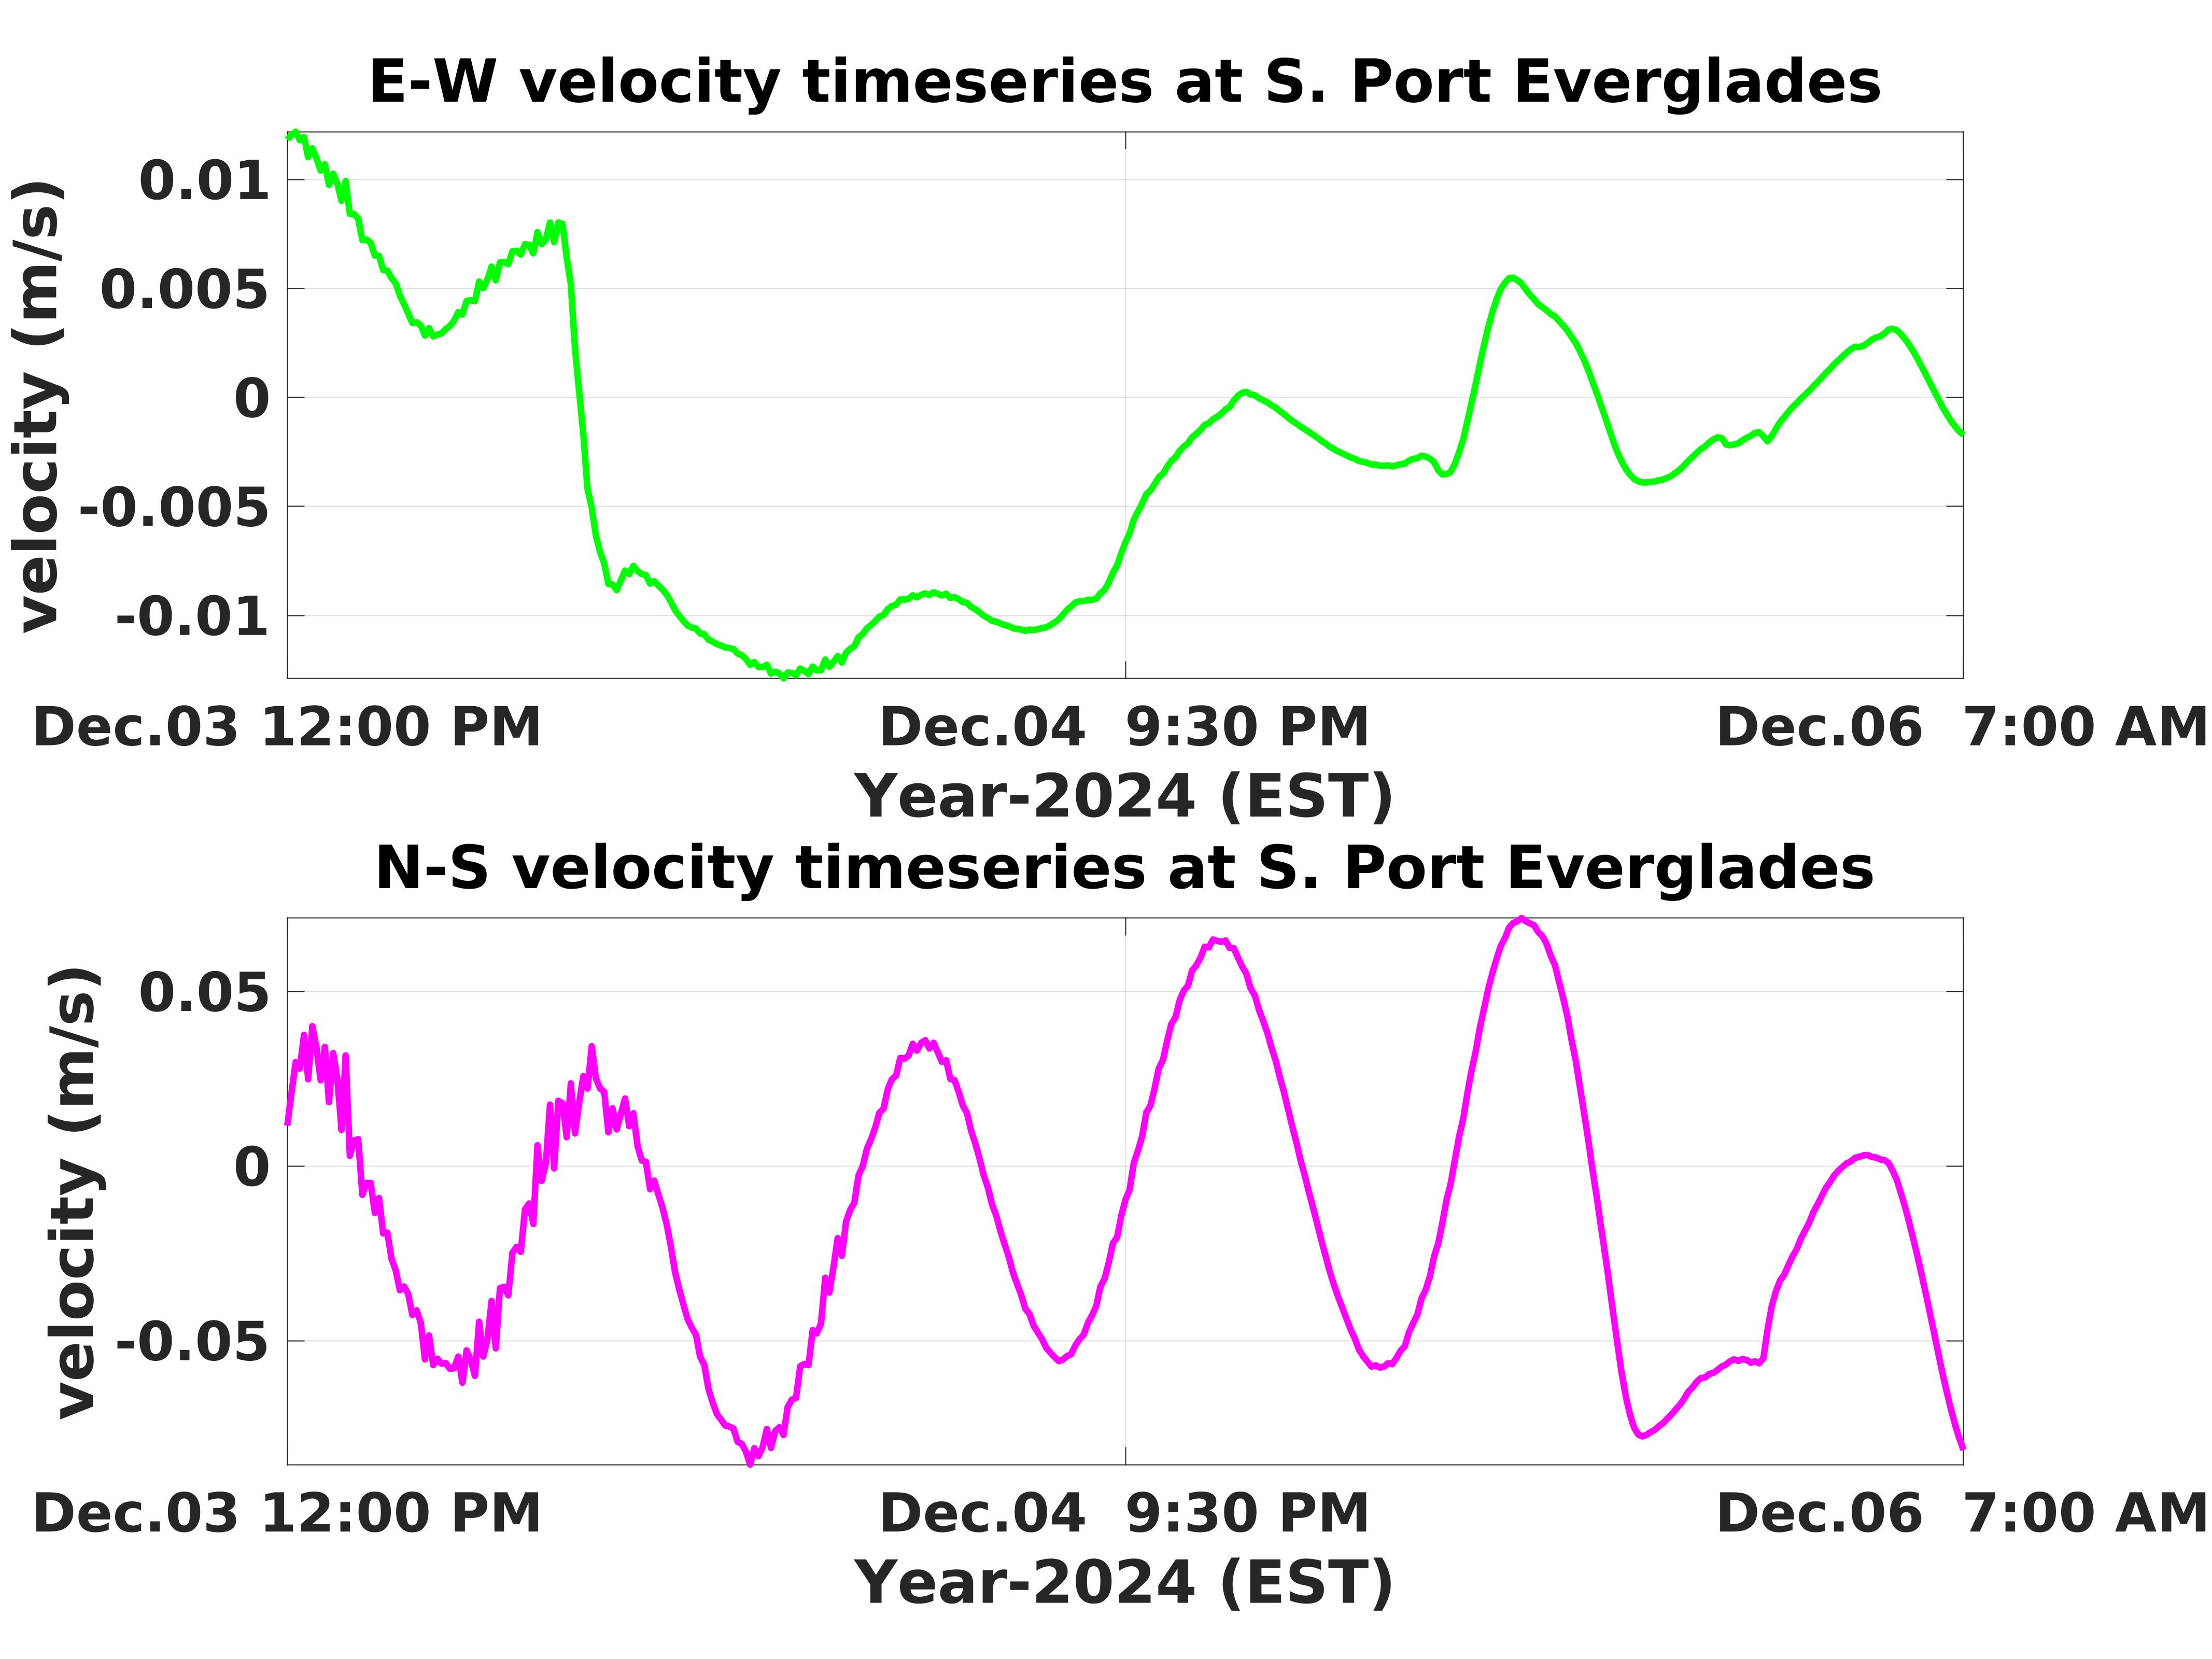 E-W velocity timeseries at S. Port Everglades
velocity (m/s)
0.01
0.005
0
-0.005
-0.01
Dec.03 12:00 PM Dec.04  9:30 PM Dec.06  7:00 AM
Year-2024 (EST)
N-S velocity timeseries at S. Port Everglades
velocity (m/s)
0.05
0
-0.05
Dec.03 12:00 PM Dec.04  9:30 PM Dec.06  7:00 AM
Year-2024 (EST)